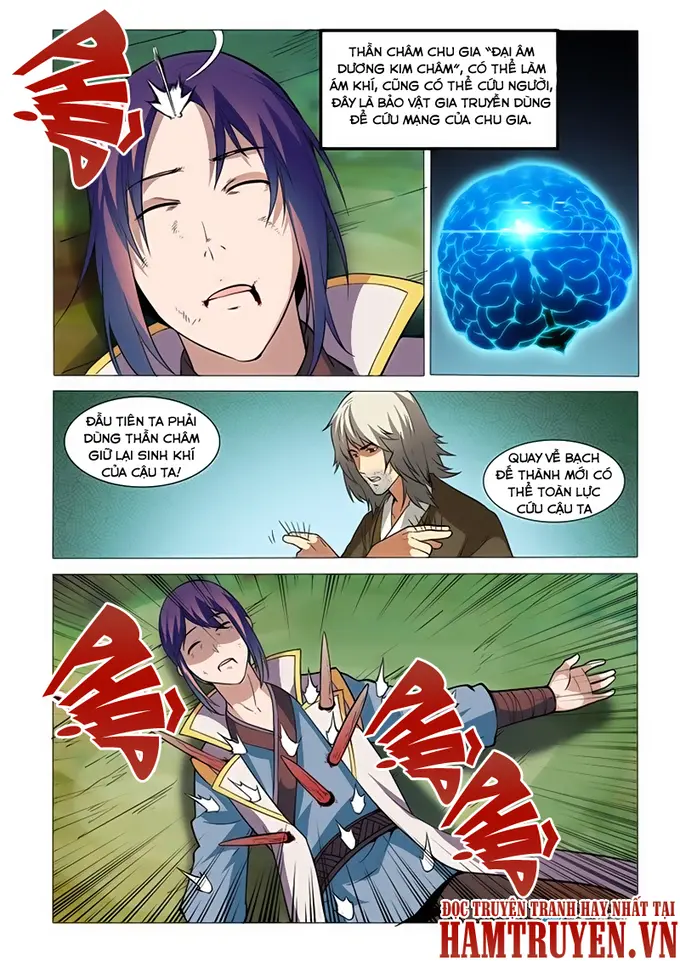 PHẬP
THẦN CHÂM CHU GIA "ĐẠI ÂM
DƯƠNG KIM CHÂM", CÓ THỂ LÀM
ÁM KHÍ, CŨNG CÓ THỂ CỨU NGƯỜI,
ĐÂY LÀ BẢO VẬT GIA TRUYỀN DÙNG
ĐỂ CỨU MẠNG CỦA CHU GIA.
ĐẦU TIÊN TA PHẢI
DÙNG THẦN CHÂM
GIỮ LẠI SINH KHÍ
CỦA CẬU TA!
QUAY VỀ BẠCH
ĐẾ THÀNH MỚI CÓ
THỂ TOÀN LỰC
CỨU CẬU TA
PHẬP
PHẬP
PHẬP
ĐỌC TRUYỆN TRANH HAY NHẤT TẠI
HAMTRUYEN.VN